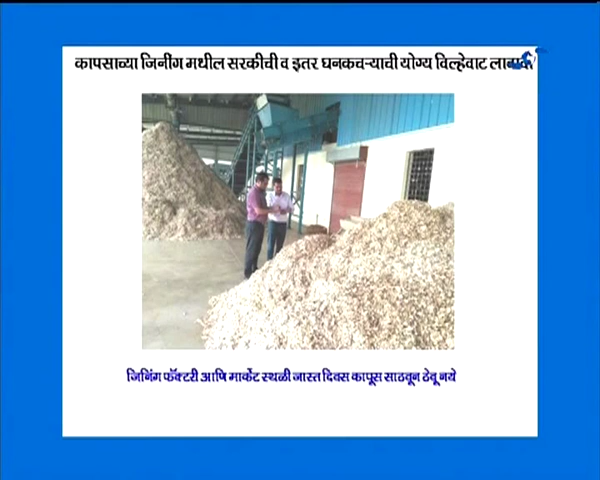 कापसाच्या जिनींग मधील सरकीची व इतर घनकचऱ्याची योग्य विल्हेवाट लावावी
जिनिंग फॅक्टरी आणि मार्केट स्थळी जास्त दिवस कापूस साठवून ठेवू नये